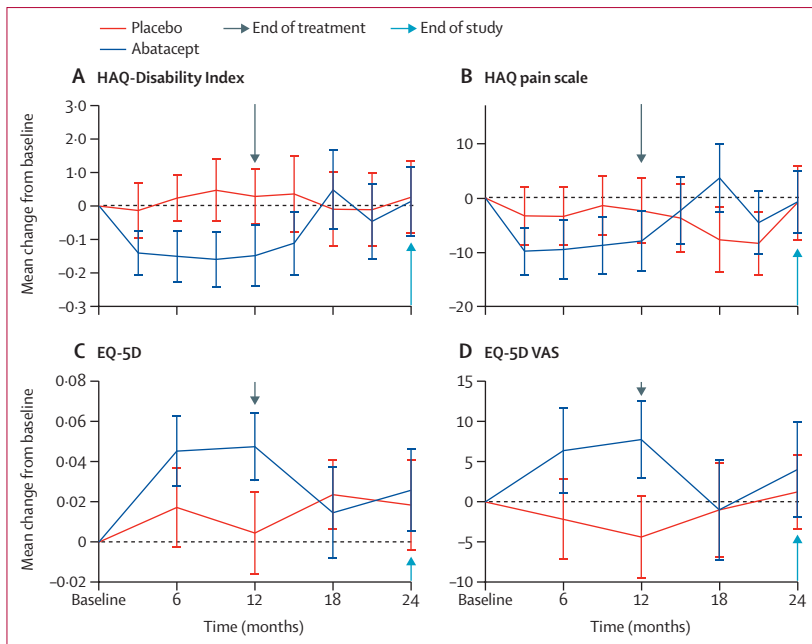 Placebo
Abatacept
End of treatment
End of study
A HAQ-Disability Index
B HAQ pain scale
Mean change from baseline
3·0
1·0
0·1
0
–0·1
–0·2
–0·3
10
0
–10
–20
C EQ-5D
D EQ-5D VAS
Mean change from baseline
0·08
0·06
0·04
0·02
0
–0·02
15
10
5
0
–5
–10
Baseline 6 12 18 24
Baseline 6 12 18 24
Time (months)
Time (months)